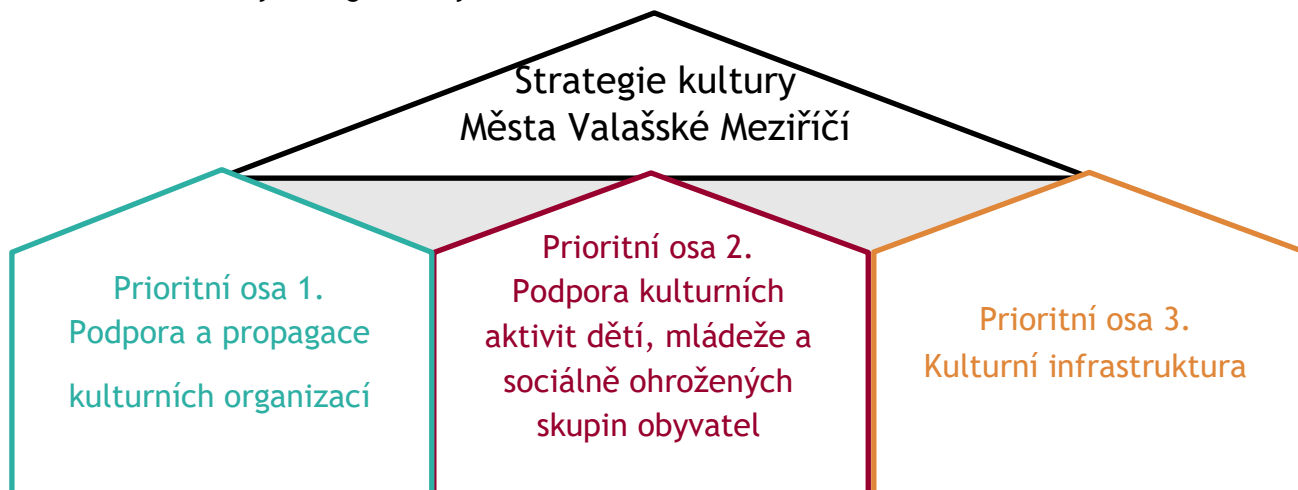 Strategie kultury
Města Valašské Meziříčí
Prioritní osa 1.
Podpora a propagace
kulturních organizací
Prioritní osa 2.
Podpora kulturních
aktivit dětí, mládeže a
sociálně ohrožených
skupin obyvatel
Prioritní osa 3.
Kulturní infrastruktura